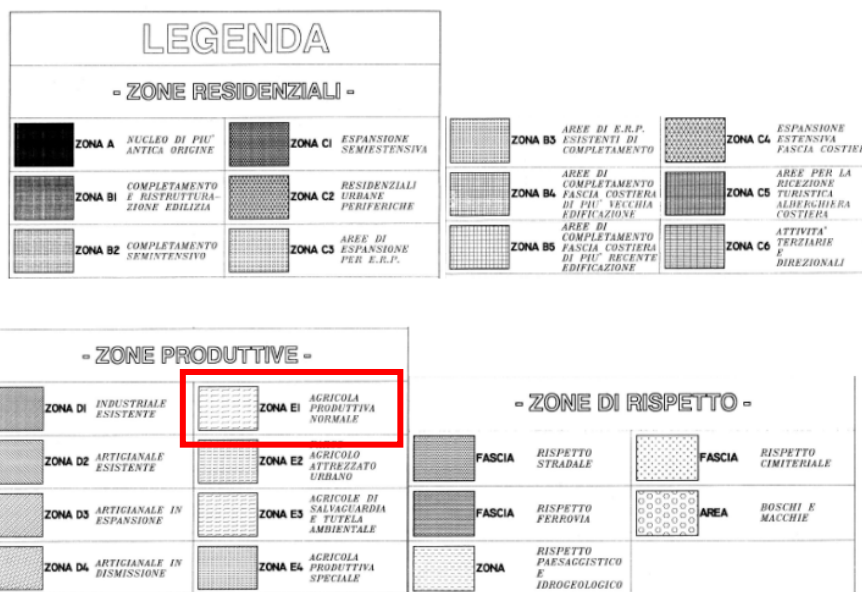 LEGENDA
- ZONE RESIDENZIALI -
ZONA A
NUCLEO DI PIU'
ANTICA ORIGINE
ZONA C1
ESPANSIONE
SEMIESTENSIVA
ZONA B1
COMPLETAMENTO
E RISTRUTTURA-
ZIONE EDILIZIA
ZONA C2
RESIDENZIALI
URBANE
PERIFERICHE
ZONA B2
COMPLETAMENTO
SEMINTENSIVO
ZONA C3
AREE DI
ESPANSIONE
PER E.R.P.
ZONA B3
AREE DI E.R.P.
ESISTENTI DI
COMPLETAMENTO
ZONA C4
ESPANSIONE
ESTENSIVA
FASCIA COSTIER
ZONA B4
AREE DI
COMPLETAMENTO
FASCIA COSTIERA
DI PIU' VECCHIA
EDIFICAZIONE
ZONA C5
AREE PER LA
RICEZIONE
TURISTICA
ALBERGHIERA
COSTIERA
ZONA B5
AREE DI
COMPLETAMENTO
FASCIA COSTIERA
DI PIU' RECENTE
EDIFICAZIONE
ZONA C6
ATTIVITA'
TERZIARIE
E
DIREZIONALI
- ZONE PRODUTTIVE -
ZONA D1
INDUSTRIALE
ESISTENTE
ZONA E1
AGRICOLA
PRODUTTIVA
NORMALE
ZONA D2
ARTIGIANALE
ESISTENTE
ZONA E2
AGRICOLO
ATTREZZATO
URBANO
ZONA D3
ARTIGIANALE IN
ESPANSIONE
ZONA E3
AGRICOLE DI
SALVAGUARDIA
E TUTELA
AMBIENTALE
ZONA D4
ARTIGIANALE IN
DISMISSIONE
ZONA E4
AGRICOLA
PRODUTTIVA
SPECIALE
- ZONE DI RISPETTO -
FASCIA
RISPETTO
STRADALE
FASCIA
RISPETTO
CIMITERIALE
FASCIA
RISPETTO
FERROVIA
AREA
BOSCHI E
MACCHIE
ZONA
RISPETTO
PAESAGGISTICO
E
IDROGEOLOGICO